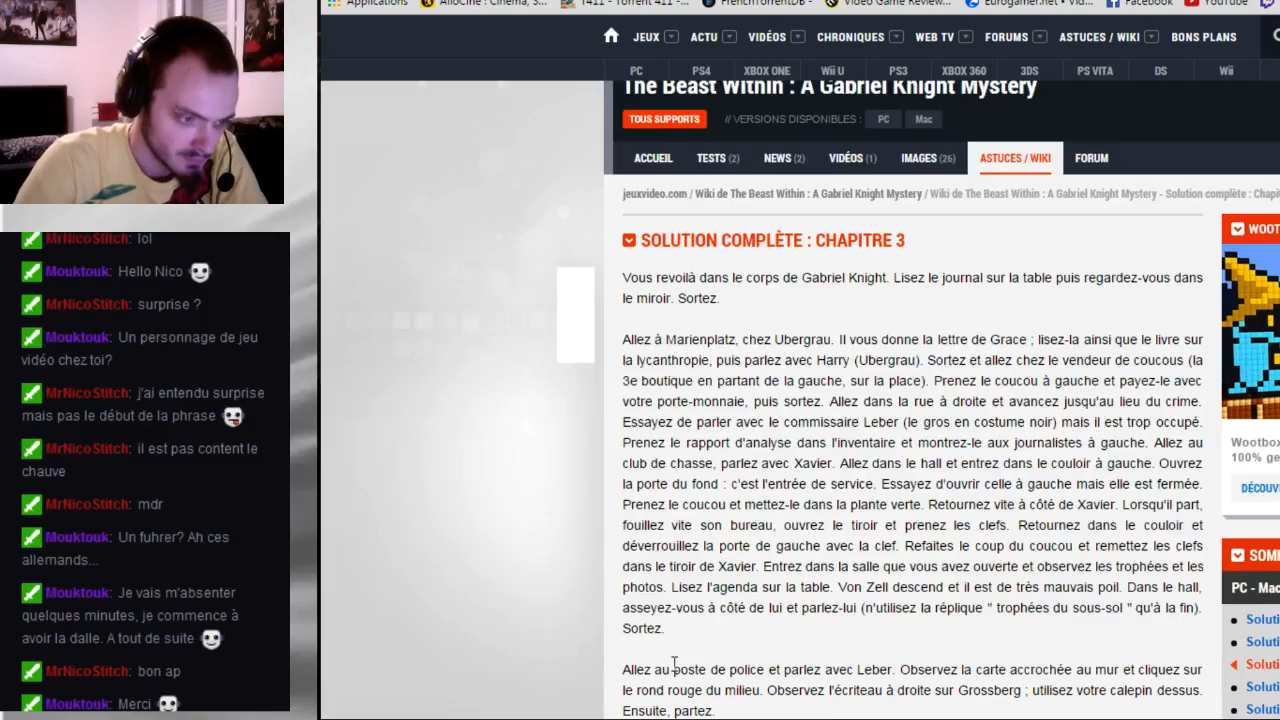 Applications
AlloCine : Cinéma, S...
T411 - Torrent 411 -...
FrenchTorrentDB -
Video Game Review...
Eurogamer.net • Vid...
Facebook
YouTube
JEUX
ACTU
VIDÉOS
CHRONIQUES
WEB TV
FORUMS
ASTUCES / WIKI
BONS PLANS
PC
PS4
XBOX ONE
Wii U
PS3
XBOX 360
3DS
PS VITA
DS
Wii
The Beast Within : A Gabriel Knight Mystery
TOUS SUPPORTS
// VERSIONS DISPONIBLES :
PC
Mac
ACCUEIL
TESTS (2)
NEWS (2)
VIDÉOS (1)
IMAGES (26)
ASTUCES / WIKI
FORUM
jeuxvideo.com / Wiki de The Beast Within : A Gabriel Knight Mystery / Wiki de The Beast Within : A Gabriel Knight Mystery - Solution complète : Chapi
SOLUTION COMPLÈTE : CHAPITRE 3
Vous revoilà dans le corps de Gabriel Knight. Lisez le journal sur la table puis regardez-vous dans
le miroir. Sortez.
Allez à Marienplatz, chez Ubergrau. Il vous donne la lettre de Grace ; lisez-la ainsi que le livre sur
la lycanthropie, puis parlez avec Harry (Ubergrau). Sortez et allez chez le vendeur de coucous (la
3e boutique en partant de la gauche, sur la place). Prenez le coucou à gauche et payez-le avec
votre porte-monnaie, puis sortez. Allez dans la rue à droite et avancez jusqu'au lieu du crime.
Essayez de parler avec le commissaire Leber (le gros en costume noir) mais il est trop occupé.
Prenez le rapport d'analyse dans l'inventaire et montrez-le aux journalistes à gauche. Allez au
club de chasse, parlez avec Xavier. Allez dans le hall et entrez dans le couloir à gauche. Ouvrez
la porte du fond : c'est l'entrée de service. Essayez d'ouvrir celle à gauche mais elle est fermée.
Prenez le coucou et mettez-le dans la plante verte. Retournez vite à côté de Xavier. Lorsqu'il part,
fouillez vite son bureau, ouvrez le tiroir et prenez les clefs. Retournez dans le couloir et
déverrouillez la porte de gauche avec la clef. Refaites le coup du coucou et remettez les clefs
dans le tiroir de Xavier. Entrez dans la salle que vous avez ouverte et observez les trophées et les
photos. Lisez l'agenda sur la table. Von Zell descend et il est de très mauvais poil. Dans le hall,
asseyez-vous à côté de lui et parlez-lui (n'utilisez la réplique " trophées du sous-sol " qu'à la fin).
Sortez.
Allez au poste de police et parlez avec Leber. Observez la carte accrochée au mur et cliquez sur
le rond rouge du milieu. Observez l'écriteau à droite sur Grossberg ; utilisez votre calepin dessus.
Ensuite, partez.
WOOT
Wootbo
100% ge
DÉCOUV
SOM
PC - Mac
Soluti
Soluti
Soluti
Soluti
Soluti
MrNicoStitch: lol
Mouktouk: Hello Nico
MrNicoStitch: surprise ?
Mouktouk: Un personnage de jeu
vidéo chez toi?
MrNicoStitch: j'ai entendu surprise
mais pas le début de la phrase
MrNicoStitch: il est pas content le
chauve
MrNicoStitch: mdr
Mouktouk: Un fuhrer? Ah ces
allemands...
Mouktouk: Je vais m'absenter
quelques minutes, je commence à
avoir la dalle. A tout de suite
MrNicoStitch: bon ap
Mouktouk: Merci